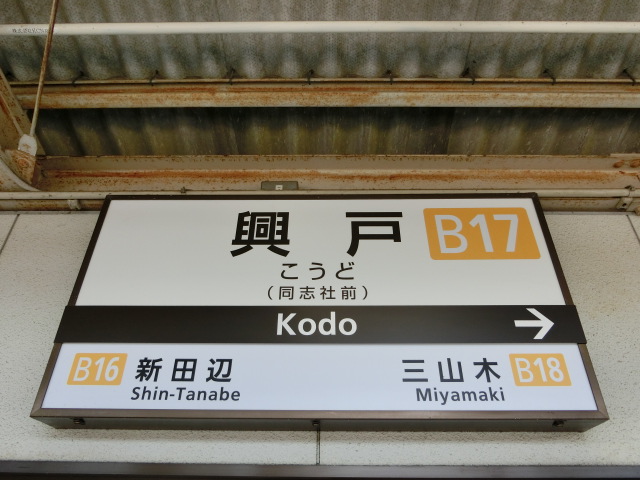 興戸 B17
こうど
(同志社前)
Kodo →
B16 新田辺
Shin-Tanabe
三山木 B18
Miyamaki